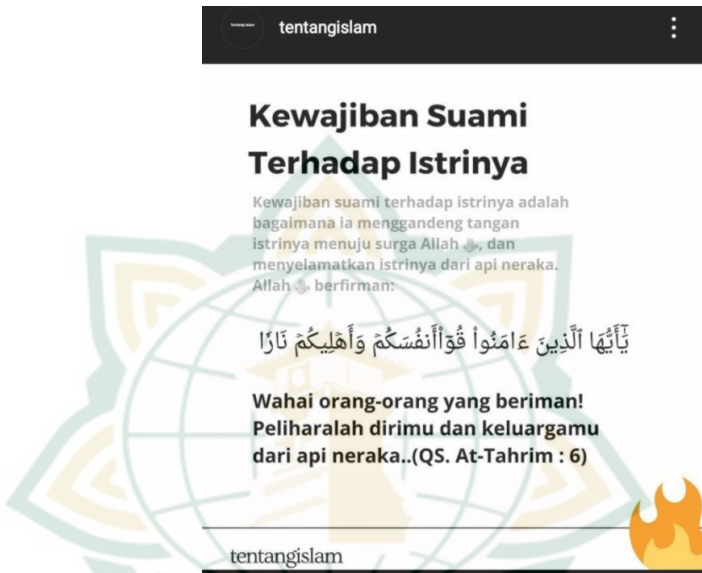 tentangislam
Kewajiban Suami
Terhadap Istrinya
Kewajiban suami terhadap istrinya adalah
bagaimana ia menggandeng tangan
istrinya menuju surga Allah ﷻ, dan
menyelamatkan istrinya dari api neraka.
Allah ﷻ berfirman:
يَٰٓأَيُّهَا ٱلَّذِينَ ءَامَنُوا۟ قُوٓا۟أَنفُسَكُمْ وَأَهْلِيكُمْ نَارًا
Wahai orang-orang yang beriman!
Peliharalah dirimu dan keluargamu
dari api neraka..(QS. At-Tahrim : 6)
tentangislam